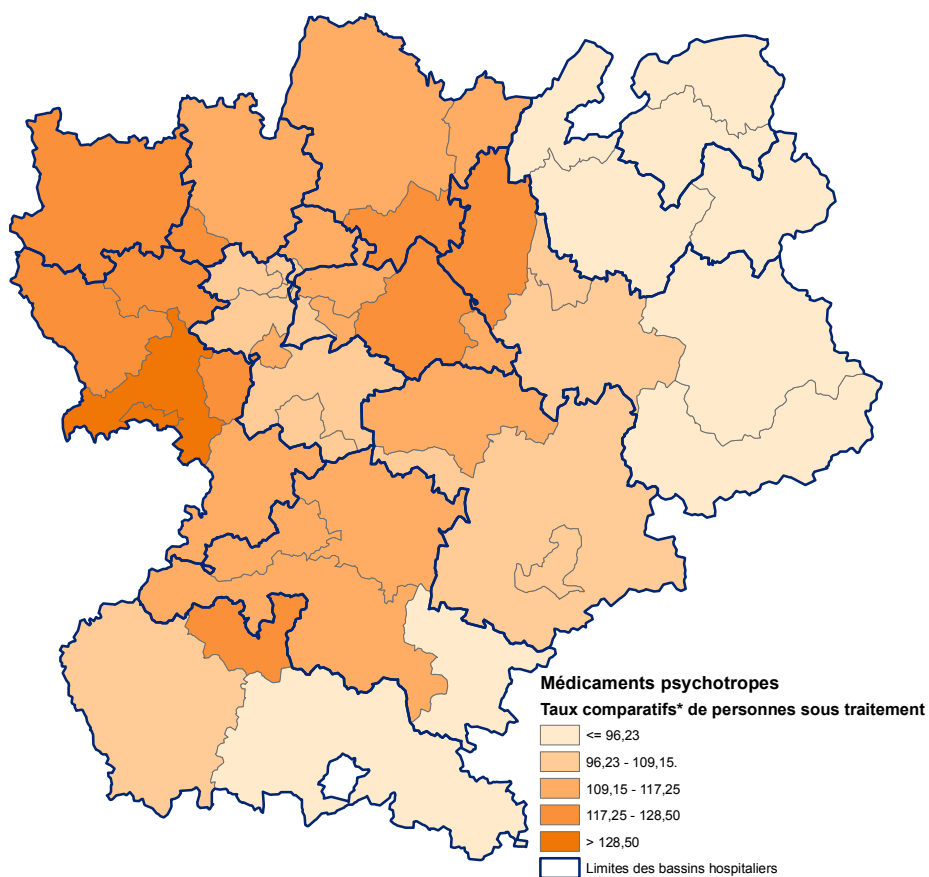 Médicaments psychotropes
Taux comparatifs* de personnes sous traitement
<= 96,23
96,23 - 109,15.
109,15 - 117,25
117,25 - 128,50
> 128,50
Limites des bassins hospitaliers